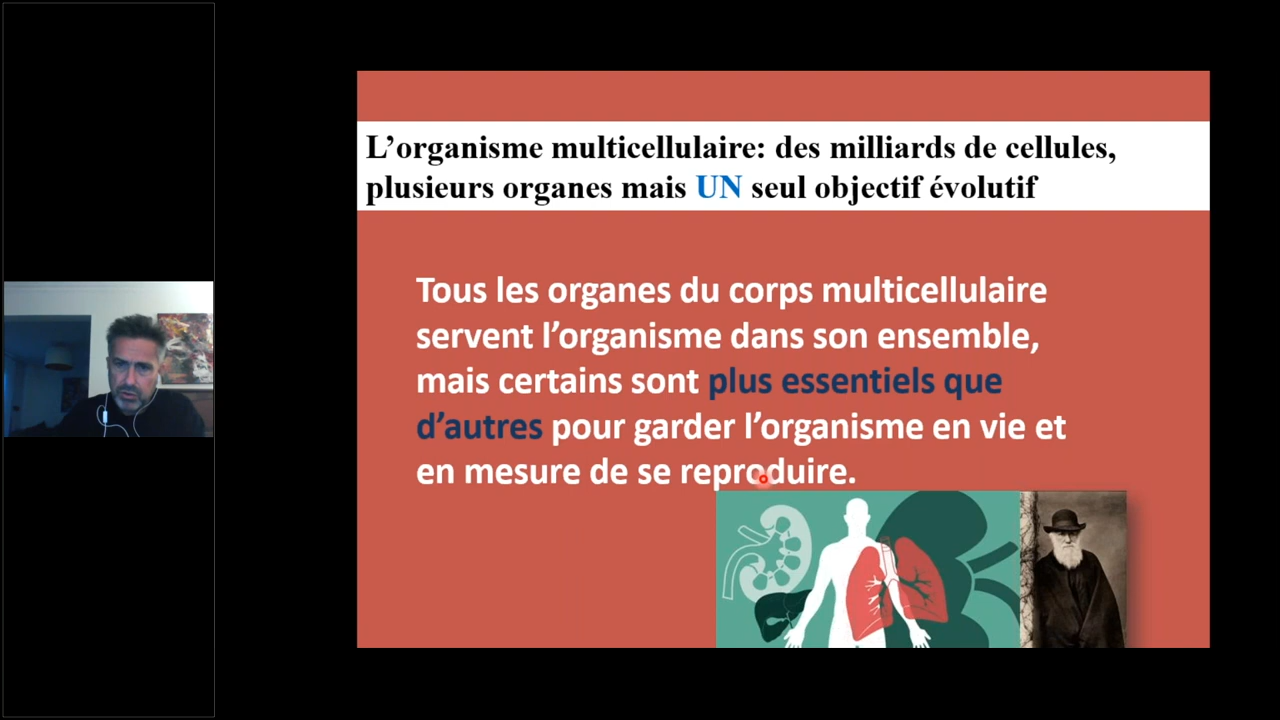 L’organisme multicellulaire: des milliards de cellules,
plusieurs organes mais UN seul objectif évolutif
Tous les organes du corps multicellulaire
servent l’organisme dans son ensemble,
mais certains sont plus essentiels que
d’autres pour garder l’organisme en vie et
en mesure de se reproduire.